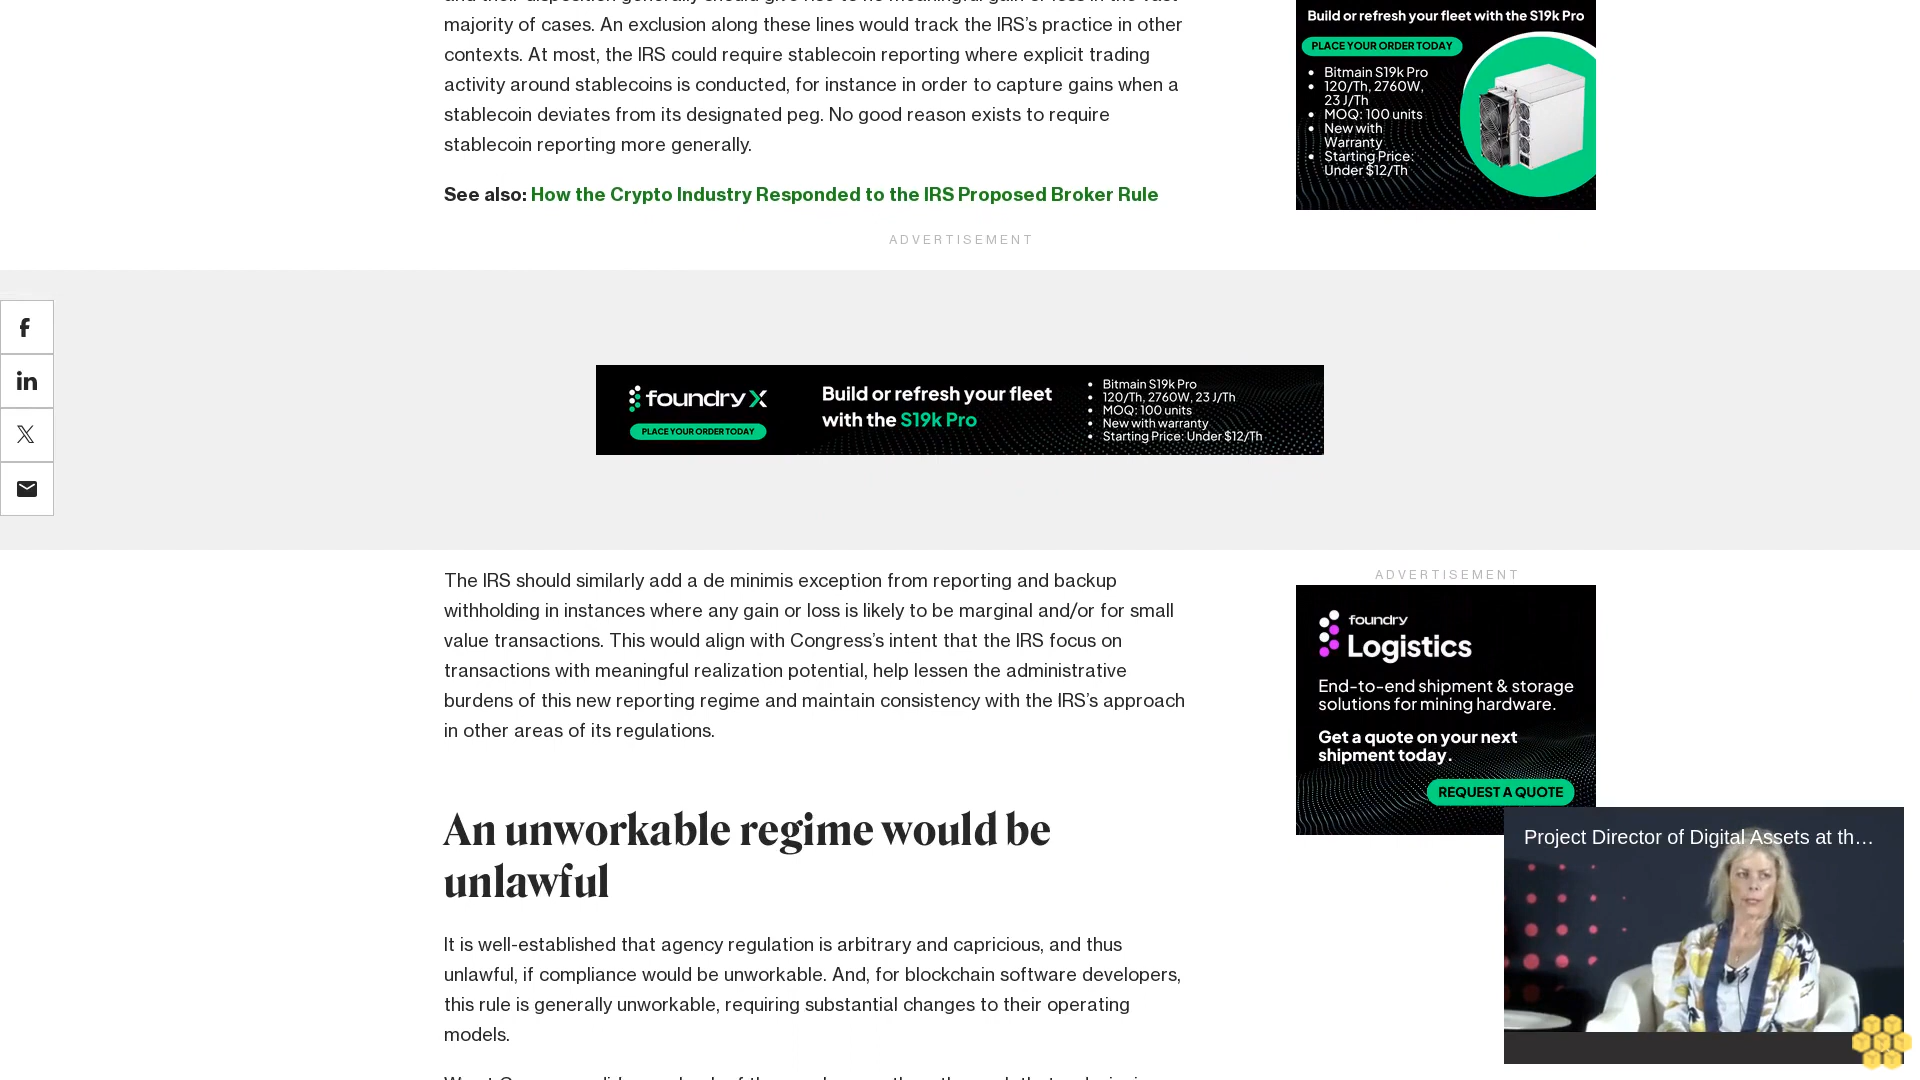 majority of cases. An exclusion along these lines would track the IRS’s practice in other
contexts. At most, the IRS could require stablecoin reporting where explicit trading
activity around stablecoins is conducted, for instance in order to capture gains when a
stablecoin deviates from its designated peg. No good reason exists to require
stablecoin reporting more generally.
See also: How the Crypto Industry Responded to the IRS Proposed Broker Rule
Build or refresh your fleet with the S19k Pro
PLACE YOUR ORDER TODAY
Bitmain S19k Pro
120/Th, 2760W,
23 J/Th
MOQ: 100 units
New with
Warranty
Starting Price:
Under $12/Th
ADVERTISEMENT
foundry X
PLACE YOUR ORDER TODAY
Build or refresh your fleet
with the S19k Pro
Bitmain S19k Pro
120/Th, 2760W, 23 J/Th
MOQ: 100 units
New with warranty
Starting Price: Under $12/Th
The IRS should similarly add a de minimis exception from reporting and backup
withholding in instances where any gain or loss is likely to be marginal and/or for small
value transactions. This would align with Congress’s intent that the IRS focus on
transactions with meaningful realization potential, help lessen the administrative
burdens of this new reporting regime and maintain consistency with the IRS’s approach
in other areas of its regulations.
An unworkable regime would be
unlawful
It is well-established that agency regulation is arbitrary and capricious, and thus
unlawful, if compliance would be unworkable. And, for blockchain software developers,
this rule is generally unworkable, requiring substantial changes to their operating
models.
ADVERTISEMENT
foundry
Logistics
End-to-end shipment & storage
solutions for mining hardware.
Get a quote on your next
shipment today.
REQUEST A QUOTE
Project Director of Digital Assets at th…